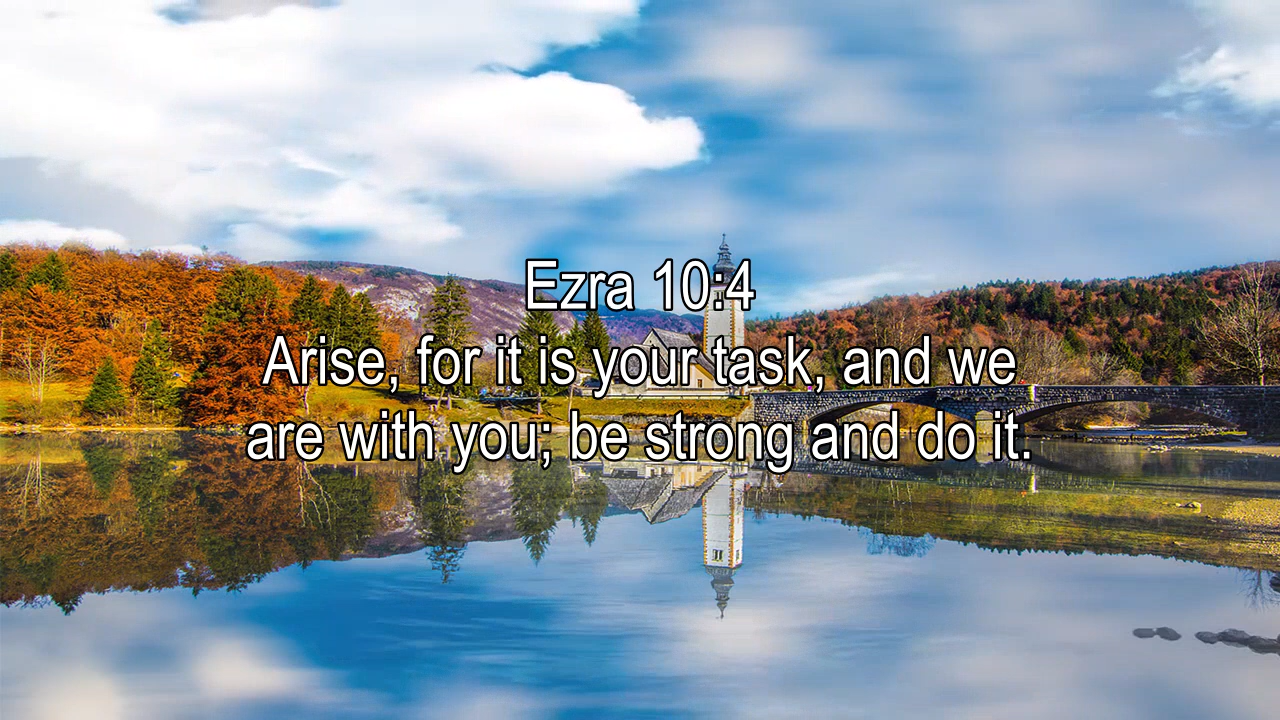 Ezra 10:4
Arise, for it is your task, and we
are with you; be strong and do it.